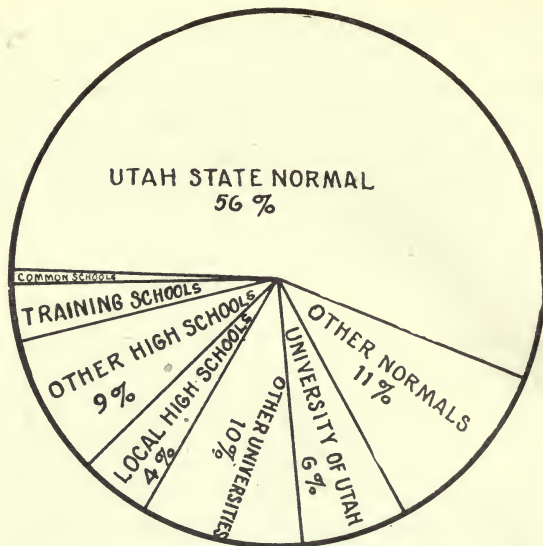 UTAH STATE NORMAL
56%
COMMON SCHOOLS
TRAINING SCHOOLS
OTHER HIGH SCHOOLS
9%
LOCAL HIGH SCHOOLS
4%
OTHER UNIVERSITIES
10%
UNIVERSITY OF UTAH
6%
OTHER NORMALS
11%